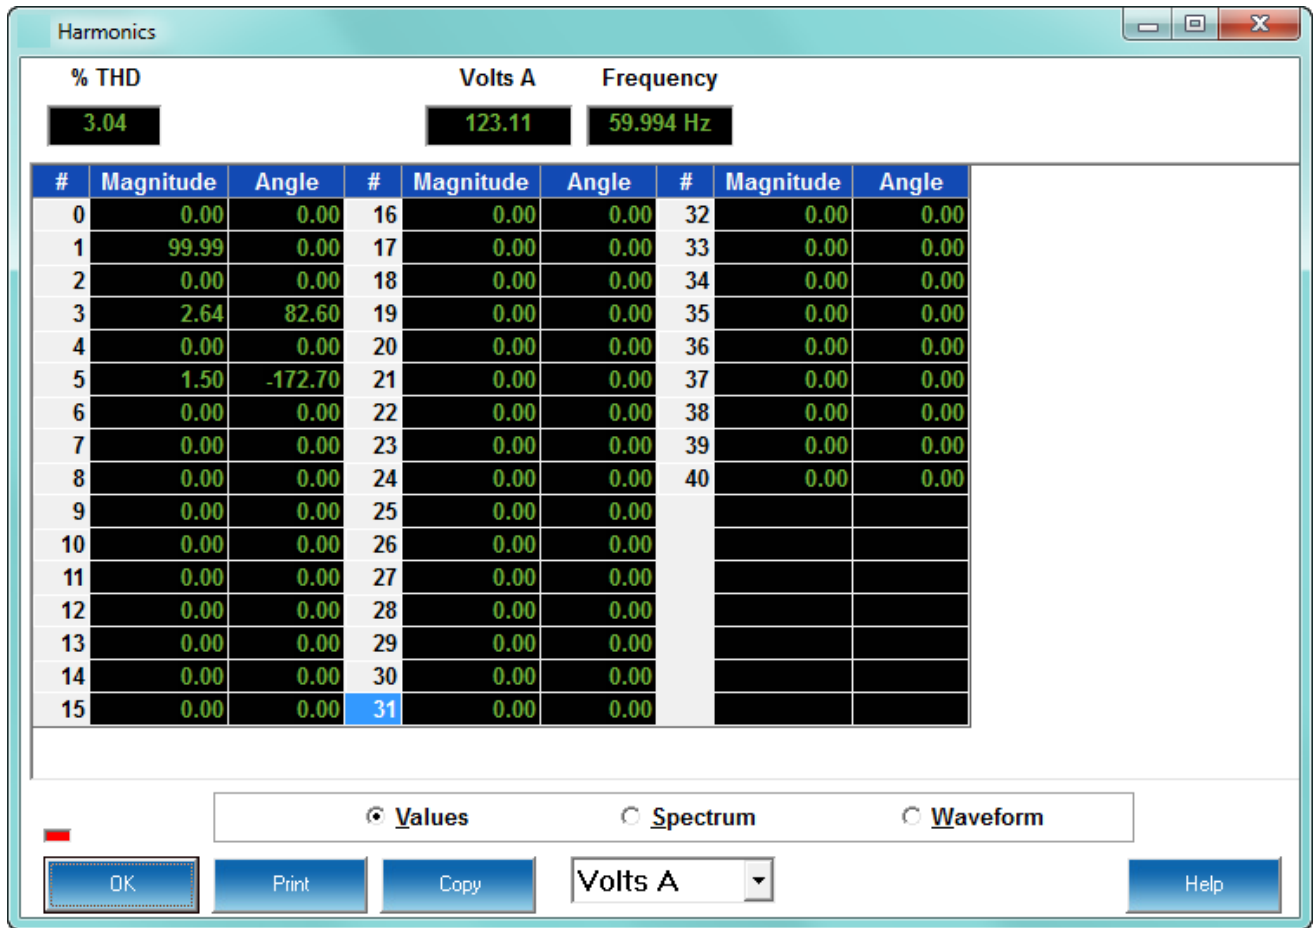 Harmonics
% THD Volts A Frequency
3.04 123.11 59.994 Hz
# Magnitude Angle # Magnitude Angle # Magnitude Angle
0 0.00 0.00 16 0.00 0.00 32 0.00 0.00
1 99.99 0.00 17 0.00 0.00 33 0.00 0.00
2 0.00 0.00 18 0.00 0.00 34 0.00 0.00
3 2.64 82.60 19 0.00 0.00 35 0.00 0.00
4 0.00 0.00 20 0.00 0.00 36 0.00 0.00
5 1.50 -172.70 21 0.00 0.00 37 0.00 0.00
6 0.00 0.00 22 0.00 0.00 38 0.00 0.00
7 0.00 0.00 23 0.00 0.00 39 0.00 0.00
8 0.00 0.00 24 0.00 0.00 40 0.00 0.00
9 0.00 0.00 25 0.00 0.00
10 0.00 0.00 26 0.00 0.00
11 0.00 0.00 27 0.00 0.00
12 0.00 0.00 28 0.00 0.00
13 0.00 0.00 29 0.00 0.00
14 0.00 0.00 30 0.00 0.00
15 0.00 0.00 31 0.00 0.00
Values Spectrum Waveform
OK Print Copy Volts A Help